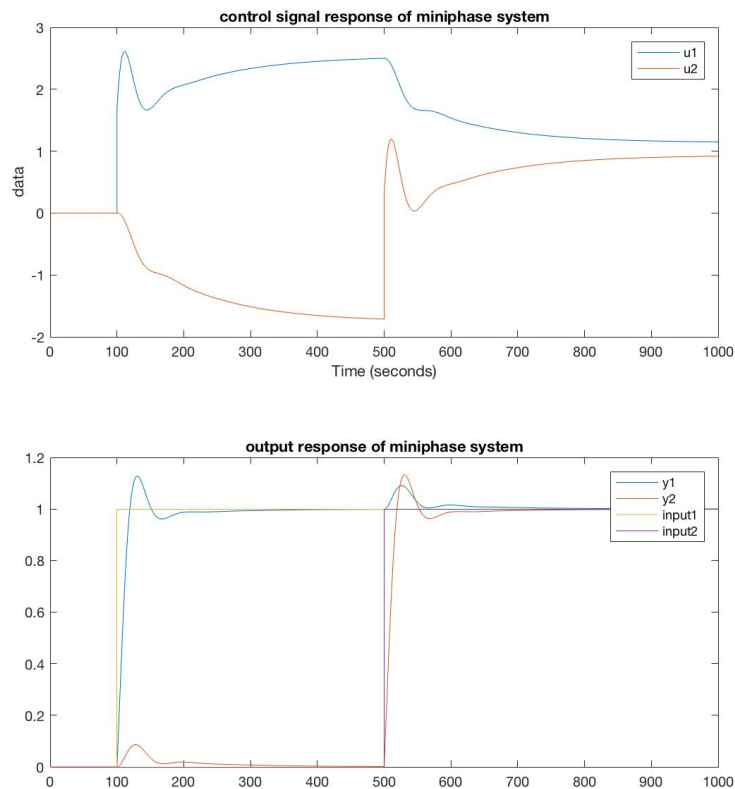 control signal response of miniphase system
3
u1
u2
2
1
data
0
-1
-2
0 100 200 300 400 500 600 700 800 900 1000
Time (seconds)
output response of miniphase system
1.2
y1
y2
input1
input2
1
0.8
0.6
0.4
0.2
0
0 100 200 300 400 500 600 700 800 900 1000